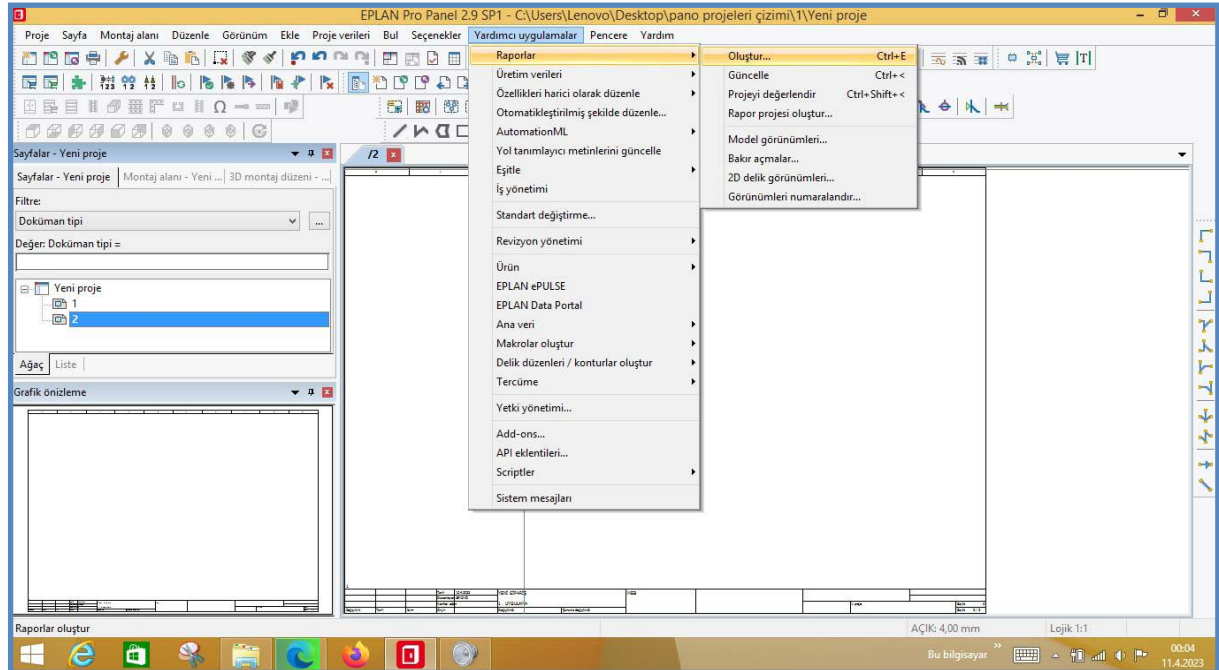 EPLAN Pro Panel 2.9 SP1 - C:\Users\Lenovo\Desktop\pano projeleri çizimi\1\Yeni proje
Proje Sayfa Montaj alanı Düzenle Görünüm Ekle Proje verileri Bul Seçenekler Yardımcı uygulamalar Pencere Yardım
Raporlar
Üretim verileri
Özellikleri harici olarak düzenle
Otomatikleştirilmiş şekilde düzenle...
AutomationML
Yol tanımlayıcı metinlerini güncelle
Eşitle
İş yönetimi
Standart değiştirme...
Revizyon yönetimi
Ürün
EPLAN ePULSE
EPLAN Data Portal
Ana veri
Makrolar oluştur
Delik düzenleri / konturlar oluştur
Tercüme
Yetki yönetimi...
Add-ons...
API eklentileri...
Scriptler
Sistem mesajları
Oluştur... Ctrl+E
Güncelle Ctrl+<
Projeyi değerlendir Ctrl+Shift+<
Rapor projesi oluştur...
Model görünümleri...
Bakır açmalar...
2D delik görünümleri...
Görünümleri numaralandır...
Sayfalar - Yeni proje
/2
Sayfalar - Yeni proje Montaj alanı - Yeni ... 3D montaj düzeni - ...
Filtre:
Doküman tipi
...
Değer: Doküman tipi =
Yeni proje
1
2
Ağaç Liste
Grafik önizleme
Raporlar oluştur
AÇIK: 4,00 mm Lojik 1:1
Bu bilgisayar
00:04
11.4.2023